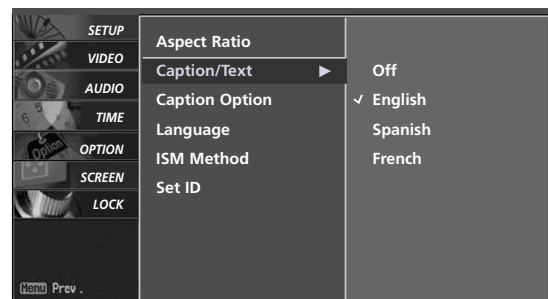 SETUP
VIDEO
AUDIO
TIME
OPTION
SCREEN
LOCK
Menu Prev.
Aspect Ratio
Caption/Text ►
Caption Option
Language
ISM Method
Set ID
Off
✓ English
Spanish
French